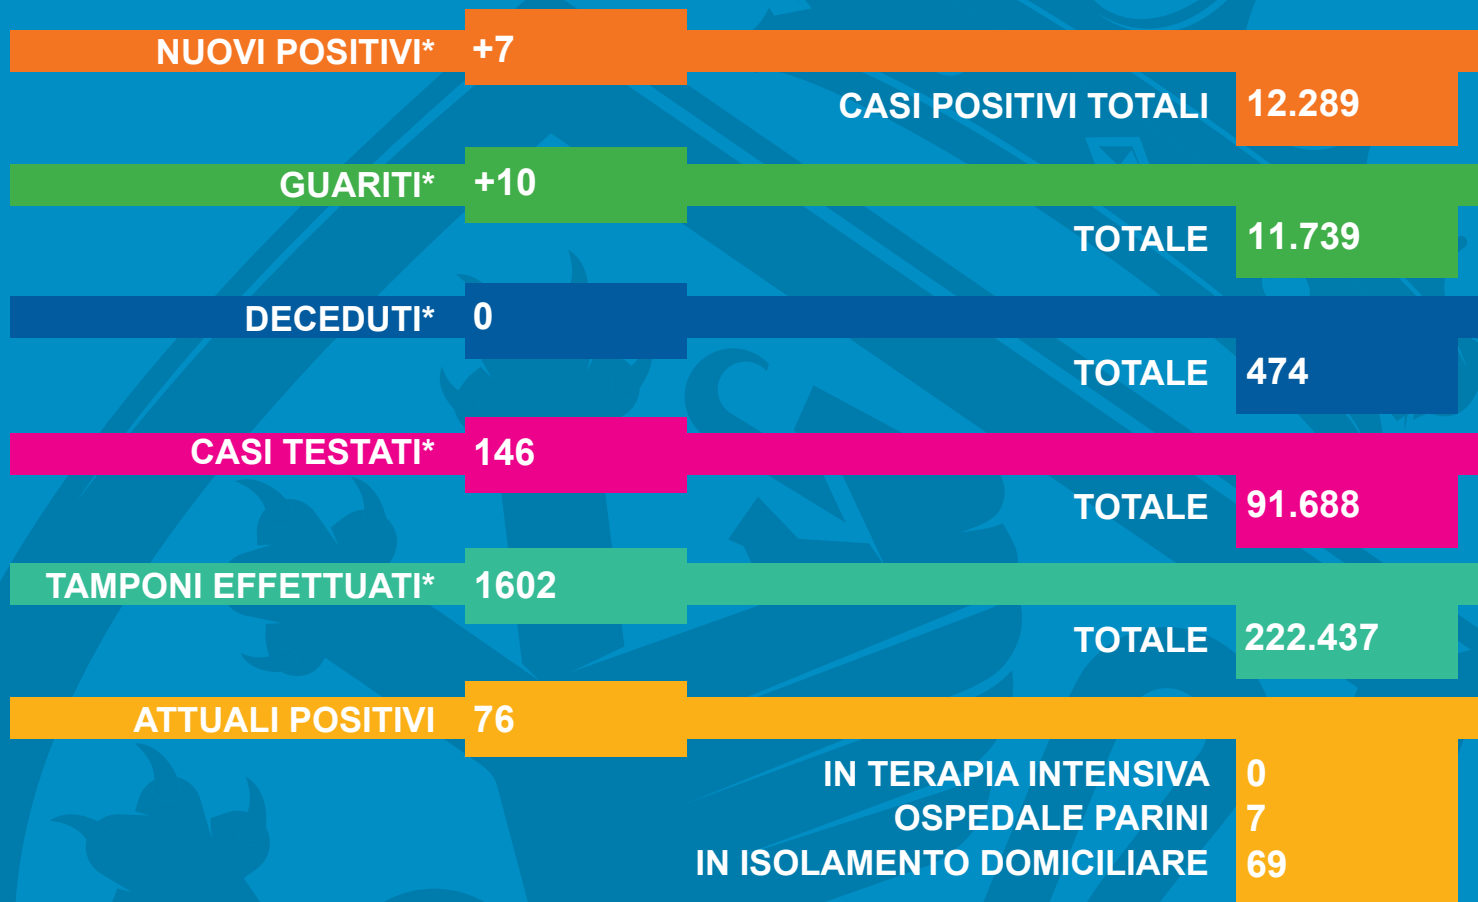 NUOVI POSITIVI* +7
CASI POSITIVI TOTALI 12.289
GUARITI* +10
TOTALE 11.739
DECEDUTI* 0
TOTALE 474
CASI TESTATI* 146
TOTALE 91.688
TAMPONI EFFETTUATI* 1602
TOTALE 222.437
ATTUALI POSITIVI 76
IN TERAPIA INTENSIVA 0
OSPEDALE PARINI 7
IN ISOLAMENTO DOMICILIARE 69